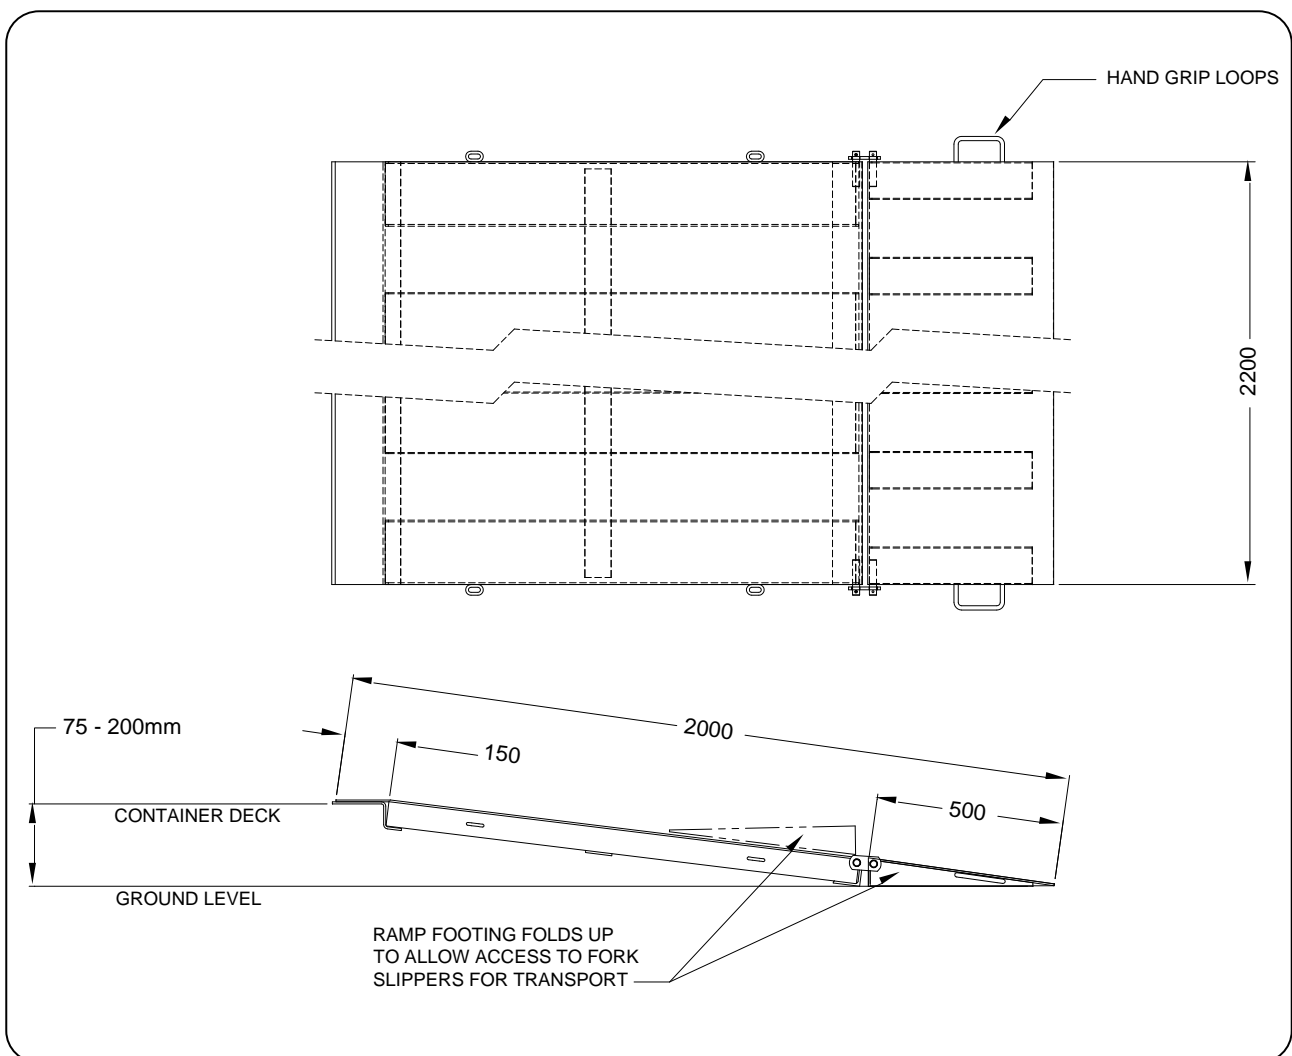 HAND GRIP LOOPS
2200
2000
75 - 200mm
150
500
CONTAINER DECK
GROUND LEVEL
RAMP FOOTING FOLDS UP
TO ALLOW ACCESS TO FORK
SLIPPERS FOR TRANSPORT